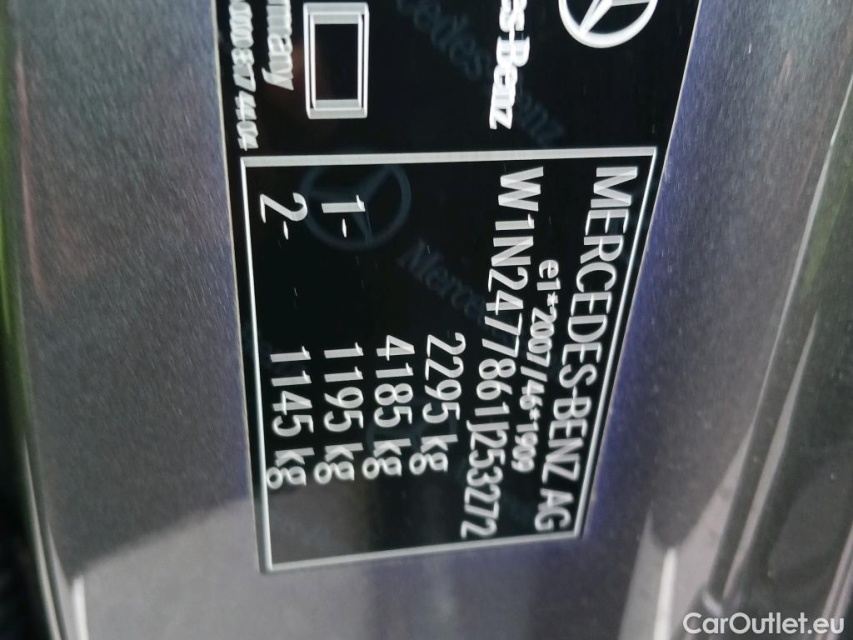 MERCEDES-BENZ AG
e1*2007/46*1909
W1N2477861J253272
2295 kg
4185 kg
1- 1195 kg
2- 1145 kg
CarOutlet.eu